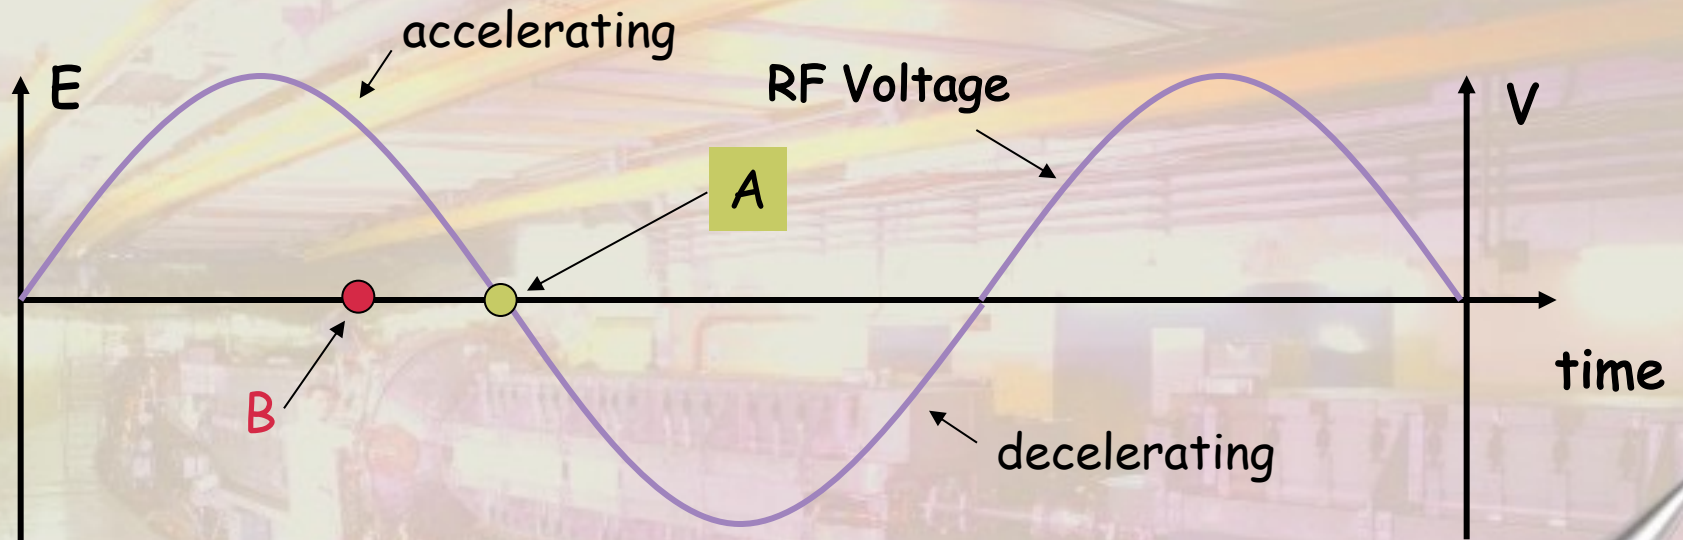 accelerating
E
RF Voltage
V
A
time
B
decelerating